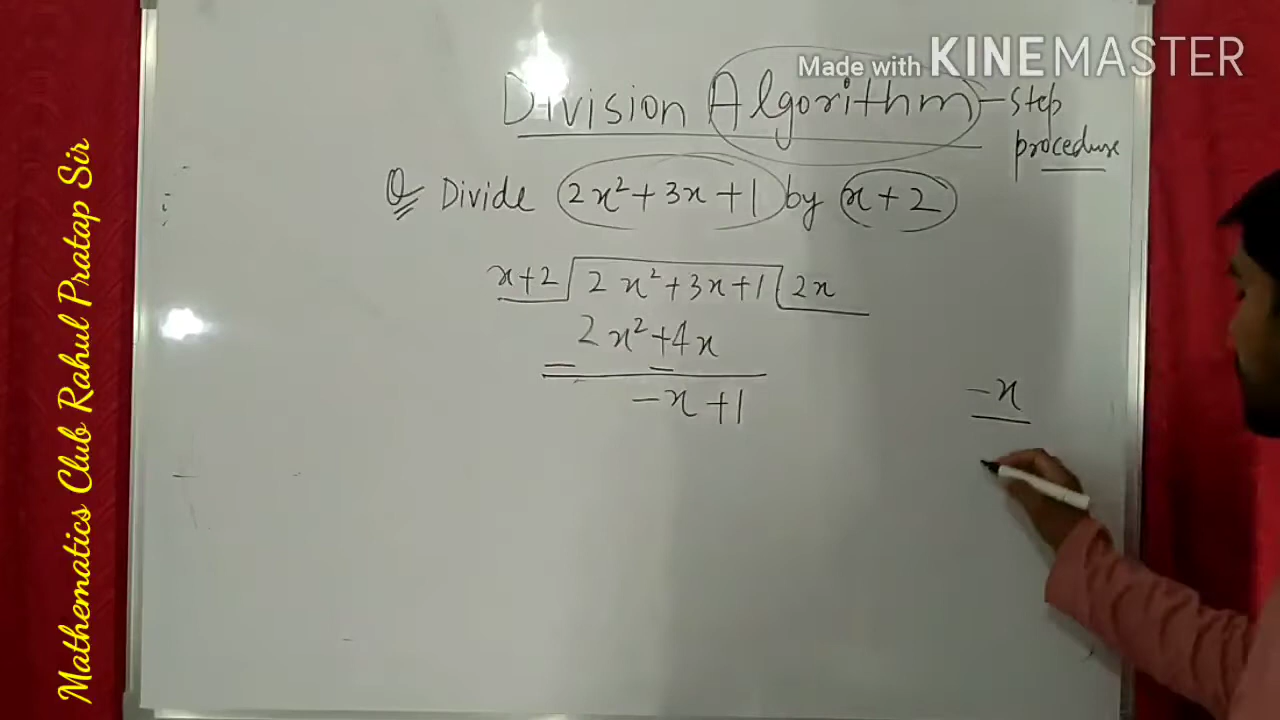 Made with KINEMASTER
Division Algorithm - step
procedure
Q Divide 2x² + 3x + 1 by x + 2
x+2 2x² + 3x + 1 2x
2x² + 4x
-x + 1
-x
Mathematics Club Rahul Pratap Sir